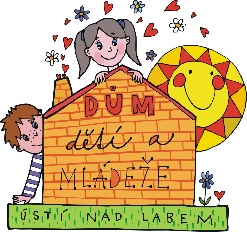 DŮM
dětí a
MLÁDEŽE
ÚSTÍ NAD LABEM